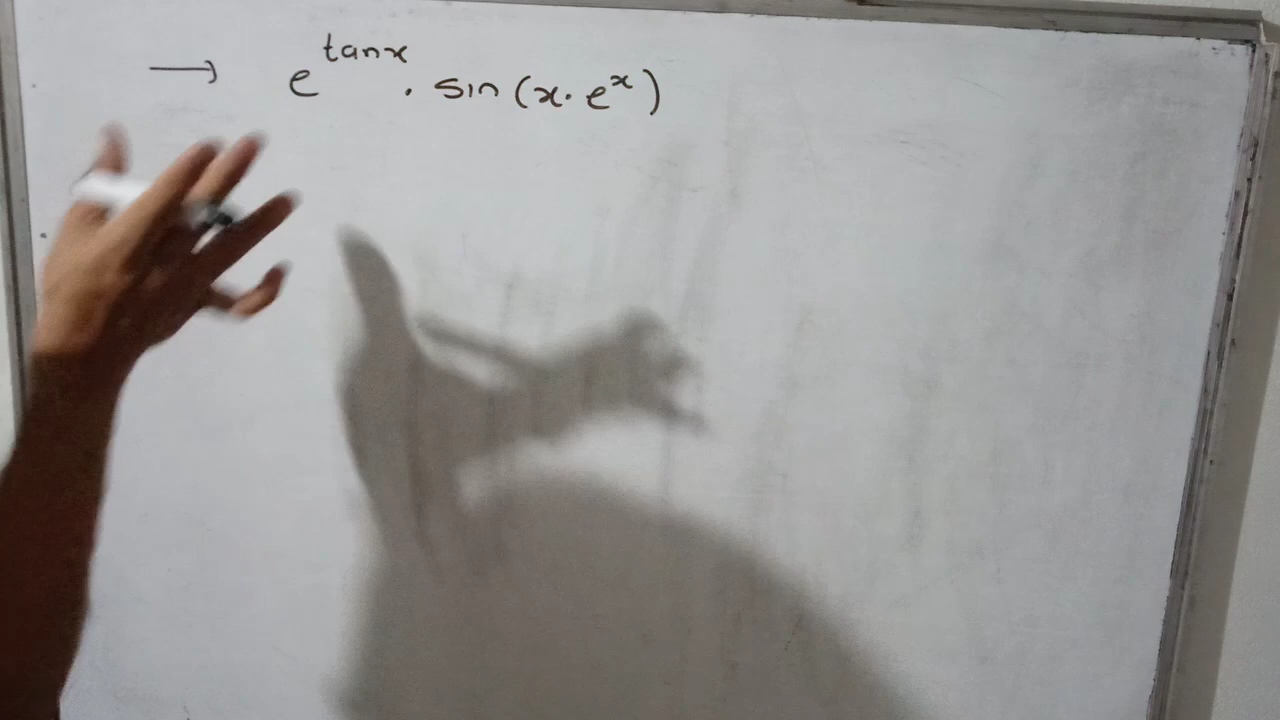 → e^tanx . sin(x.e^x)